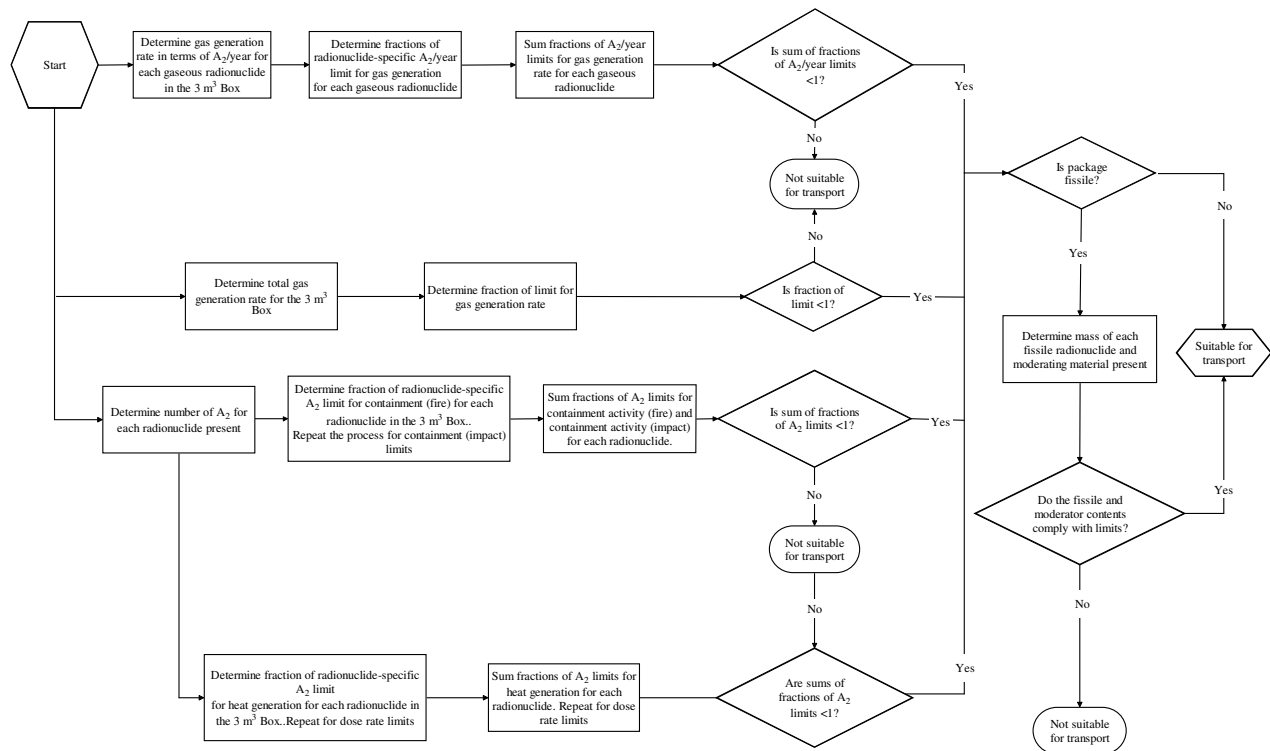 Start
Determine gas generation
rate in terms of A2/year for
each gaseous radionuclide
in the 3 m3 Box
Determine fractions of
radionuclide-specific A2/year
limit for gas generation
for each gaseous radionuclide
Sum fractions of A2/year
limits for gas generation
rate for each gaseous
radionuclide
Is sum of fractions
of A2/year limits
<1?
Yes
No
Not suitable
for transport
No
Determine total gas
generation rate for the 3 m3
Box
Determine fraction of limit for
gas generation rate
Is fraction of
limit <1?
Yes
Determine number of A2 for
each radionuclide present
Determine fraction of radionuclide-specific
A2 limit for containment (fire) for each
radionuclide in the 3 m3 Box..
Repeat the process for containment (impact)
limits
Sum fractions of A2 limits for
containment activity (fire) and
containment activity (impact)
for each radionuclide.
Is sum of fractions
of A2 limits <1?
Yes
No
Not suitable
for transport
No
Determine fraction of radionuclide-specific
A2 limit
for heat generation for each radionuclide in
the 3 m3 Box..Repeat for dose rate limits
Sum fractions of A2 limits for
heat generation for each
radionuclide. Repeat for dose
rate limits
Are sums of
fractions of A2
limits <1?
Yes
Is package
fissile?
No
Yes
Determine mass of each
fissile radionuclide and
moderating material present
Suitable for
transport
Do the fissile and
moderator contents
comply with limits?
Yes
No
Not suitable
for transport